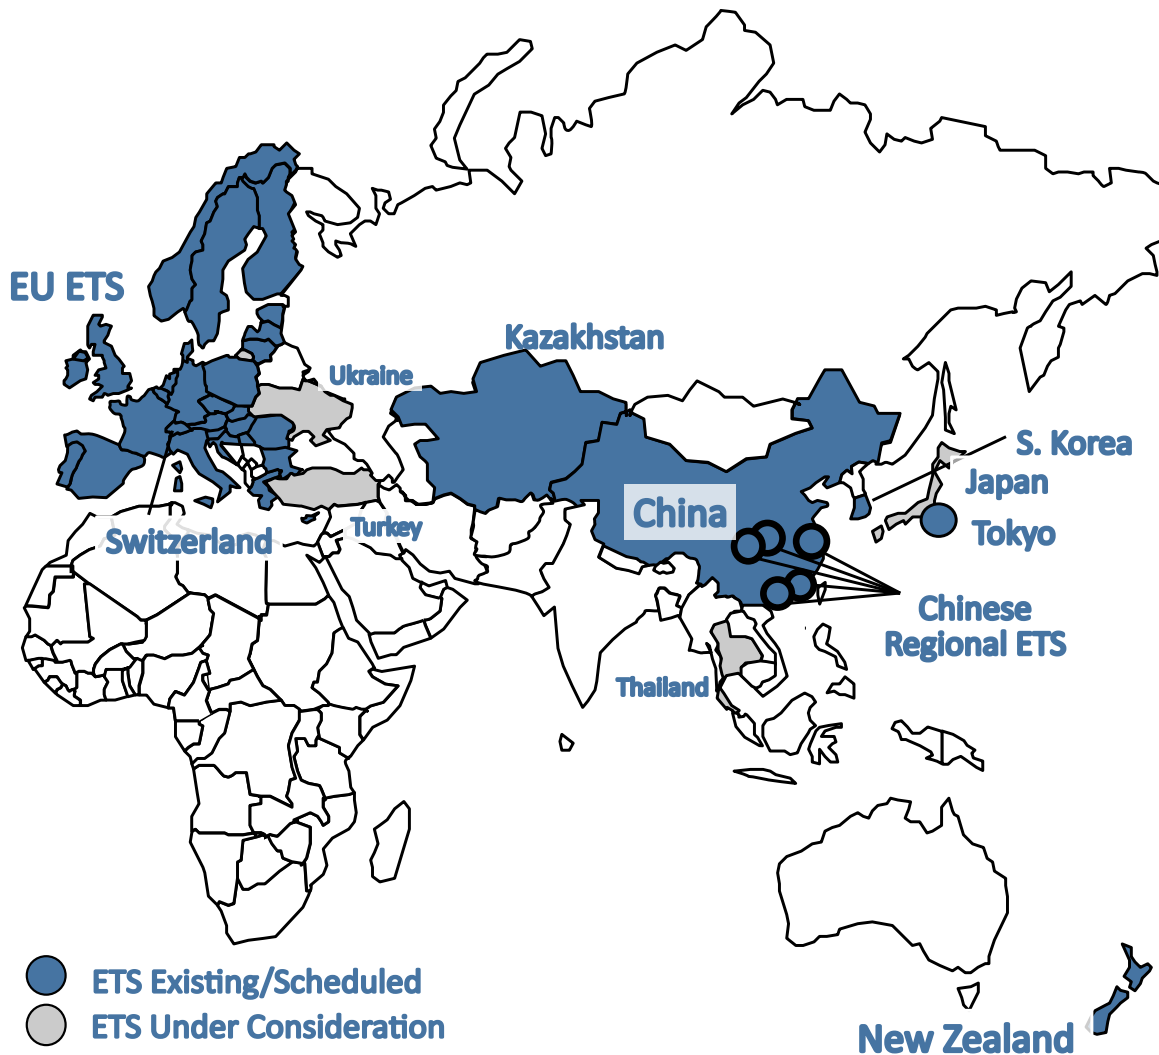 EU ETS
Kazakhstan
Ukraine
S. Korea
Japan
China
Tokyo
Turkey
Switzerland
Chinese
Regional ETS
Thailand
ETS Existing/Scheduled
ETS Under Consideration
New Zealand